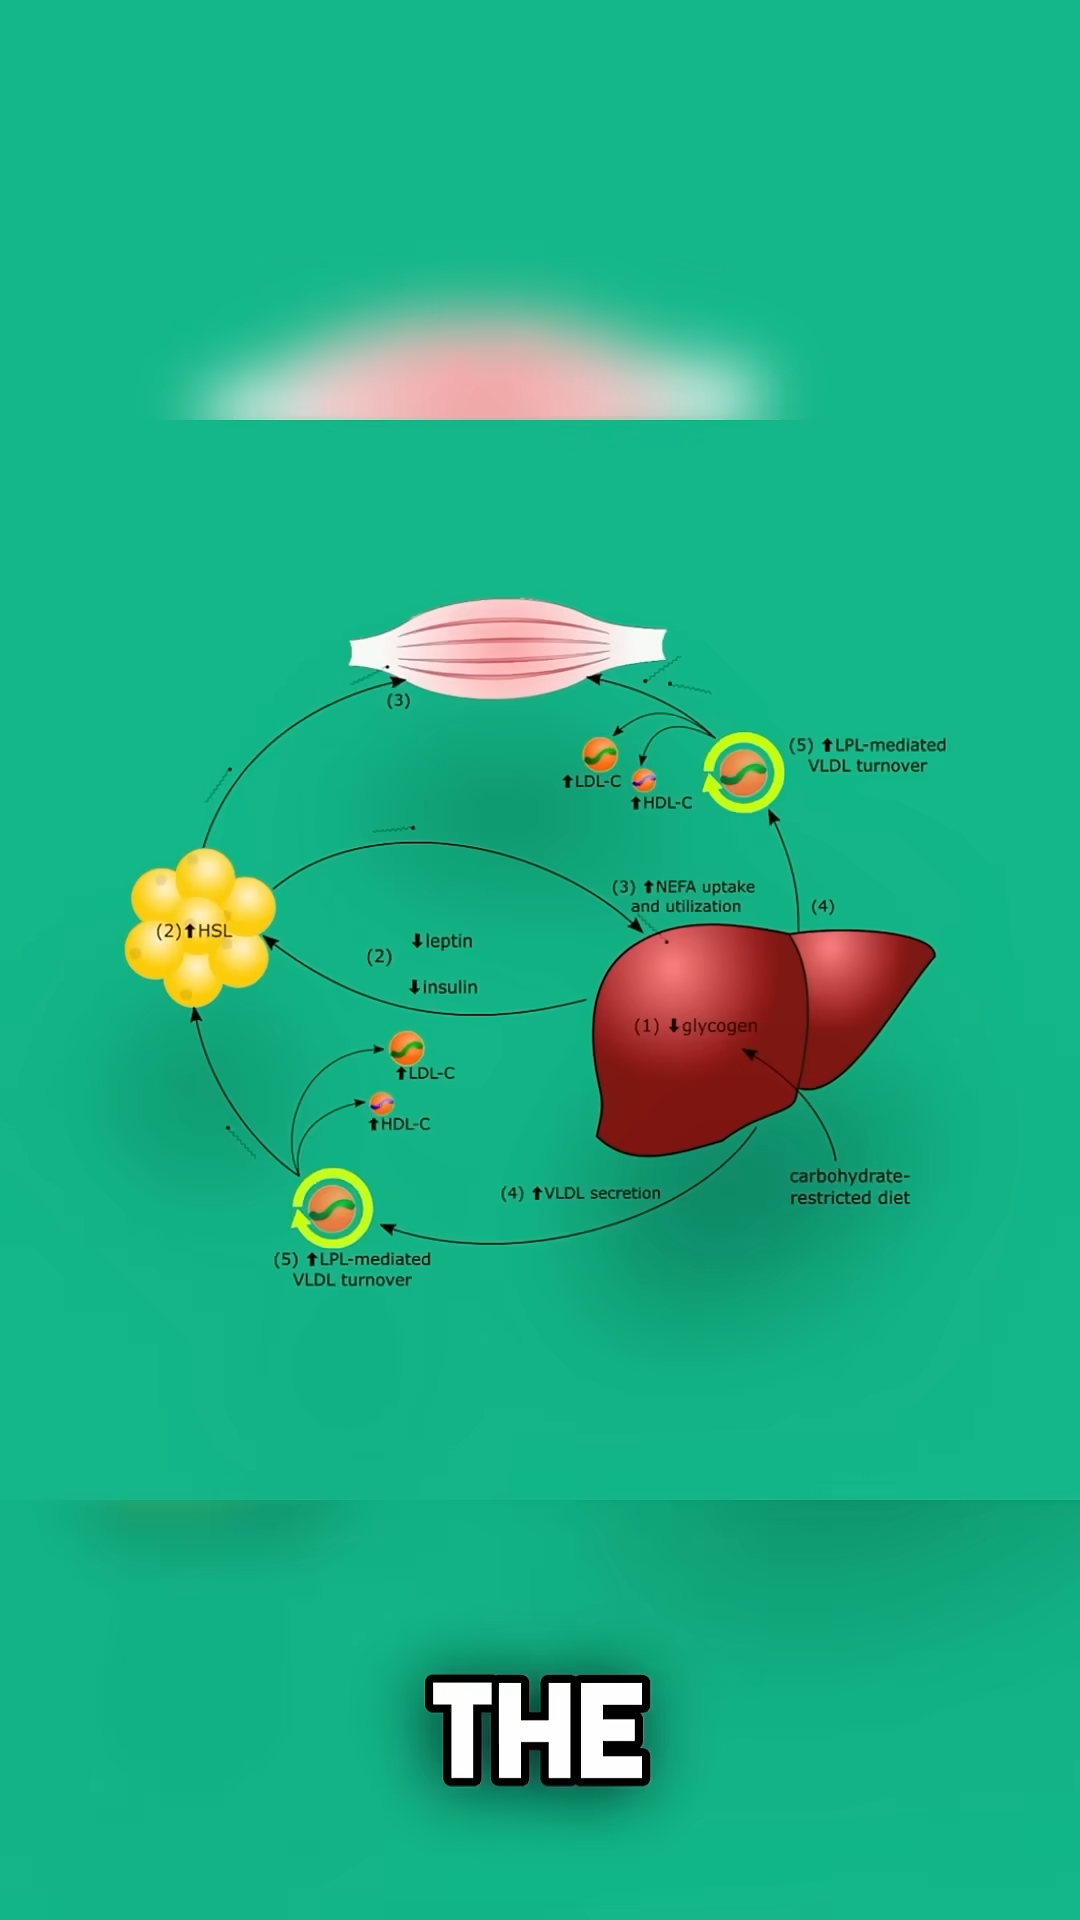 (3)
(5) ⬆LPL-mediated
VLDL turnover
⬆LDL-C
⬆HDL-C
(3) ⬆NEFA uptake
and utilization
(4)
(2)⬆HSL
(2)
⬇leptin
⬇insulin
(1) ⬇glycogen
⬆LDL-C
⬆HDL-C
carbohydrate-
restricted diet
(4) ⬆VLDL secretion
(5) ⬆LPL-mediated
VLDL turnover
THE